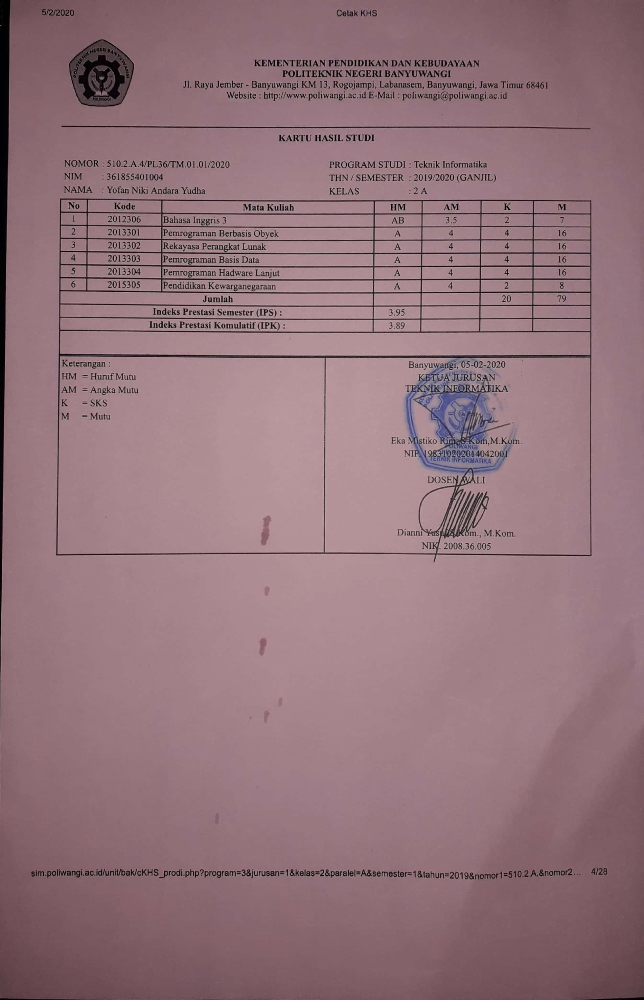 5/2/2020 Cetak KHS
POLITEKNIK NEGERI BANYUWANGI
POLIWANGI
KEMENTERIAN PENDIDIKAN DAN KEBUDAYAAN
POLITEKNIK NEGERI BANYUWANGI
Jl. Raya Jember - Banyuwangi KM 13, Rogojampi, Labanasem, Banyuwangi, Jawa Timur 68461
Website : http://www.poliwangi.ac.id E-Mail : poliwangi@poliwangi.ac.id
KARTU HASIL STUDI
NOMOR : 510.2.A.4/PL36/TM.01.01/2020 PROGRAM STUDI : Teknik Informatika
NIM : 361855401004 THN / SEMESTER : 2019/2020 (GANJIL)
NAMA : Yofan Niki Andara Yudha KELAS : 2 A
No Kode Mata Kuliah HM AM K M
1 2012306 Bahasa Inggris 3 AB 3.5 2 7
2 2013301 Pemrograman Berbasis Obyek A 4 4 16
3 2013302 Rekayasa Perangkat Lunak A 4 4 16
4 2013303 Pemrograman Basis Data A 4 4 16
5 2013304 Pemrograman Hadware Lanjut A 4 4 16
6 2015305 Pendidikan Kewarganegaraan A 4 2 8
Jumlah 20 79
Indeks Prestasi Semester (IPS) : 3.95
Indeks Prestasi Komulatif (IPK) : 3.89
Keterangan :
HM = Huruf Mutu
AM = Angka Mutu
K = SKS
M = Mutu
Banyuwangi, 05-02-2020
KETUA JURUSAN
TEKNIK INFORMATIKA
Eka Mistiko Rini, S.Kom,M.Kom.
POLIWANGI
NIP. 198310202014042001
TEKNIK INFORMATIKA
DOSEN WALI
Dianni Yusuf, S.Kom., M.Kom.
NIK. 2008.36.005
sim.poliwangi.ac.id/unit/bak/cKHS_prodi.php?program=3&jurusan=1&kelas=2&paralel=A&semester=1&tahun=2019&nomor1=510.2.A.&nomor2... 4/28